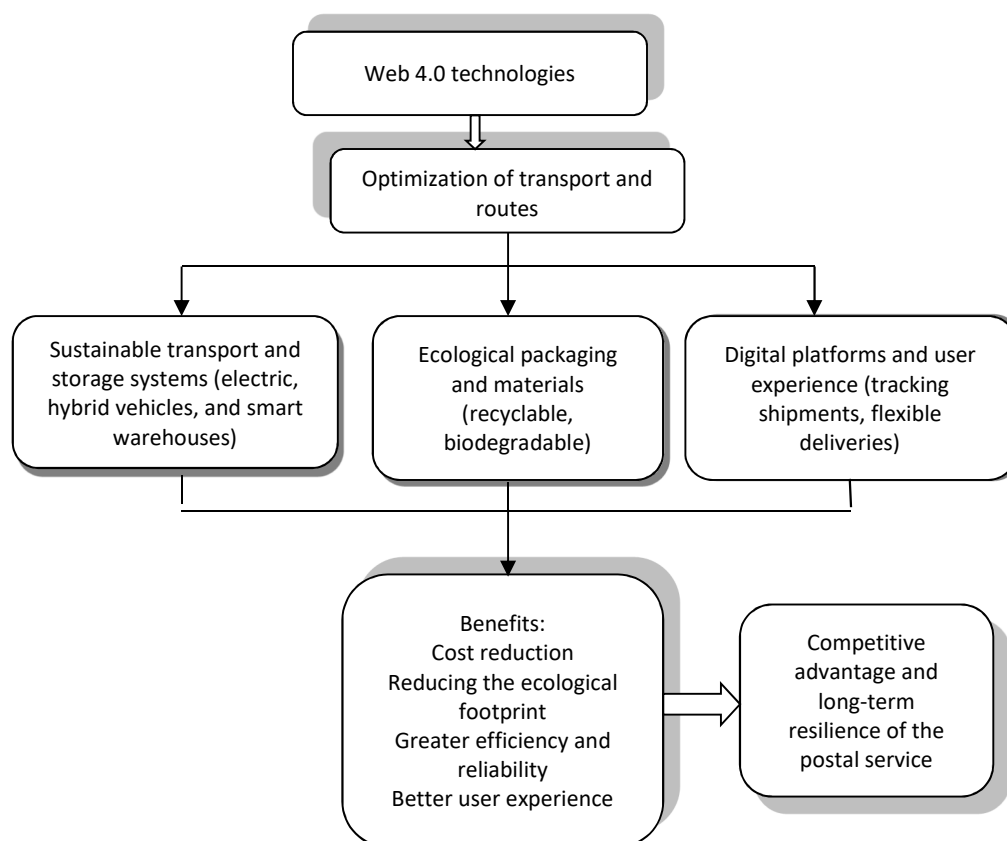 Web 4.0 technologies
Optimization of transport and
routes
Sustainable transport and
storage systems (electric,
hybrid vehicles, and smart
warehouses)
Ecological packaging
and materials
(recyclable,
biodegradable)
Digital platforms and user
experience (tracking
shipments, flexible
deliveries)
Benefits:
Cost reduction
Reducing the ecological
footprint
Greater efficiency and
reliability
Better user experience
Competitive
advantage and
long-term
resilience of the
postal service